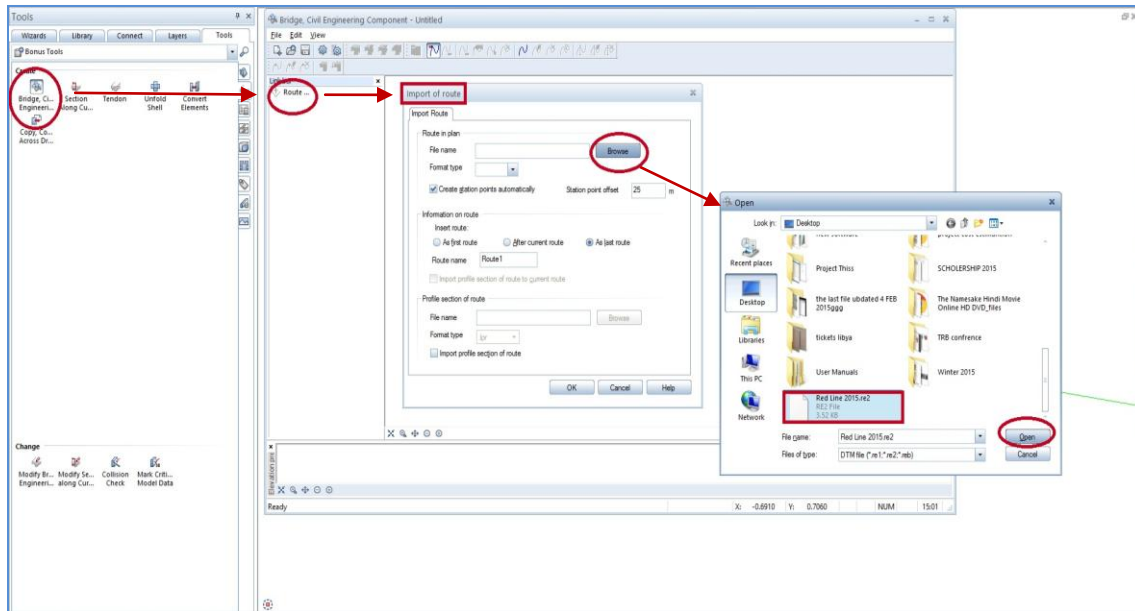 Tools
Wizards Library Connect Layers Tools
Bonus Tools
Create
Bridge, Ci... Section Tendon Unfold Convert
Engineeri... Along Cu... Shell Elements
Copy, Co...
Across Dr...
Change
Modify Br... Modify Se... Collision Mark Criti...
Engineeri... along Cur... Check Model Data
Bridge, Civil Engineering Component - Untitled
File Edit View
Route ...
Import of route
Import Route
Route in plan
File name Browse
Format type
Create station points automatically Station point offset 25 m
Information on route
Insert route:
As first route After current route As last route
Route name Route1
Import profile section of route to current route
Profile section of route
File name Browse
Format type
Import profile section of route
OK Cancel Help
Open
Look in: Desktop
Recent places
Desktop
Libraries
This PC
Network
Project Thiss SCHOLERSHIP 2015
the last file ubdated 4 FEB The Namesake Hindi Movie
2015ggg Online HD DVD_files
tickets libya TRB confrence
User Manuals Winter 2015
Red Line 2015.re2
RE2 File
3.52 KB
File name: Red Line 2015.re2 Open
Files of type: DTM file (*.re1;*.re2;*.reb) Cancel
Ready X: -0.6910 Y: 0.7060 NUM 15:01